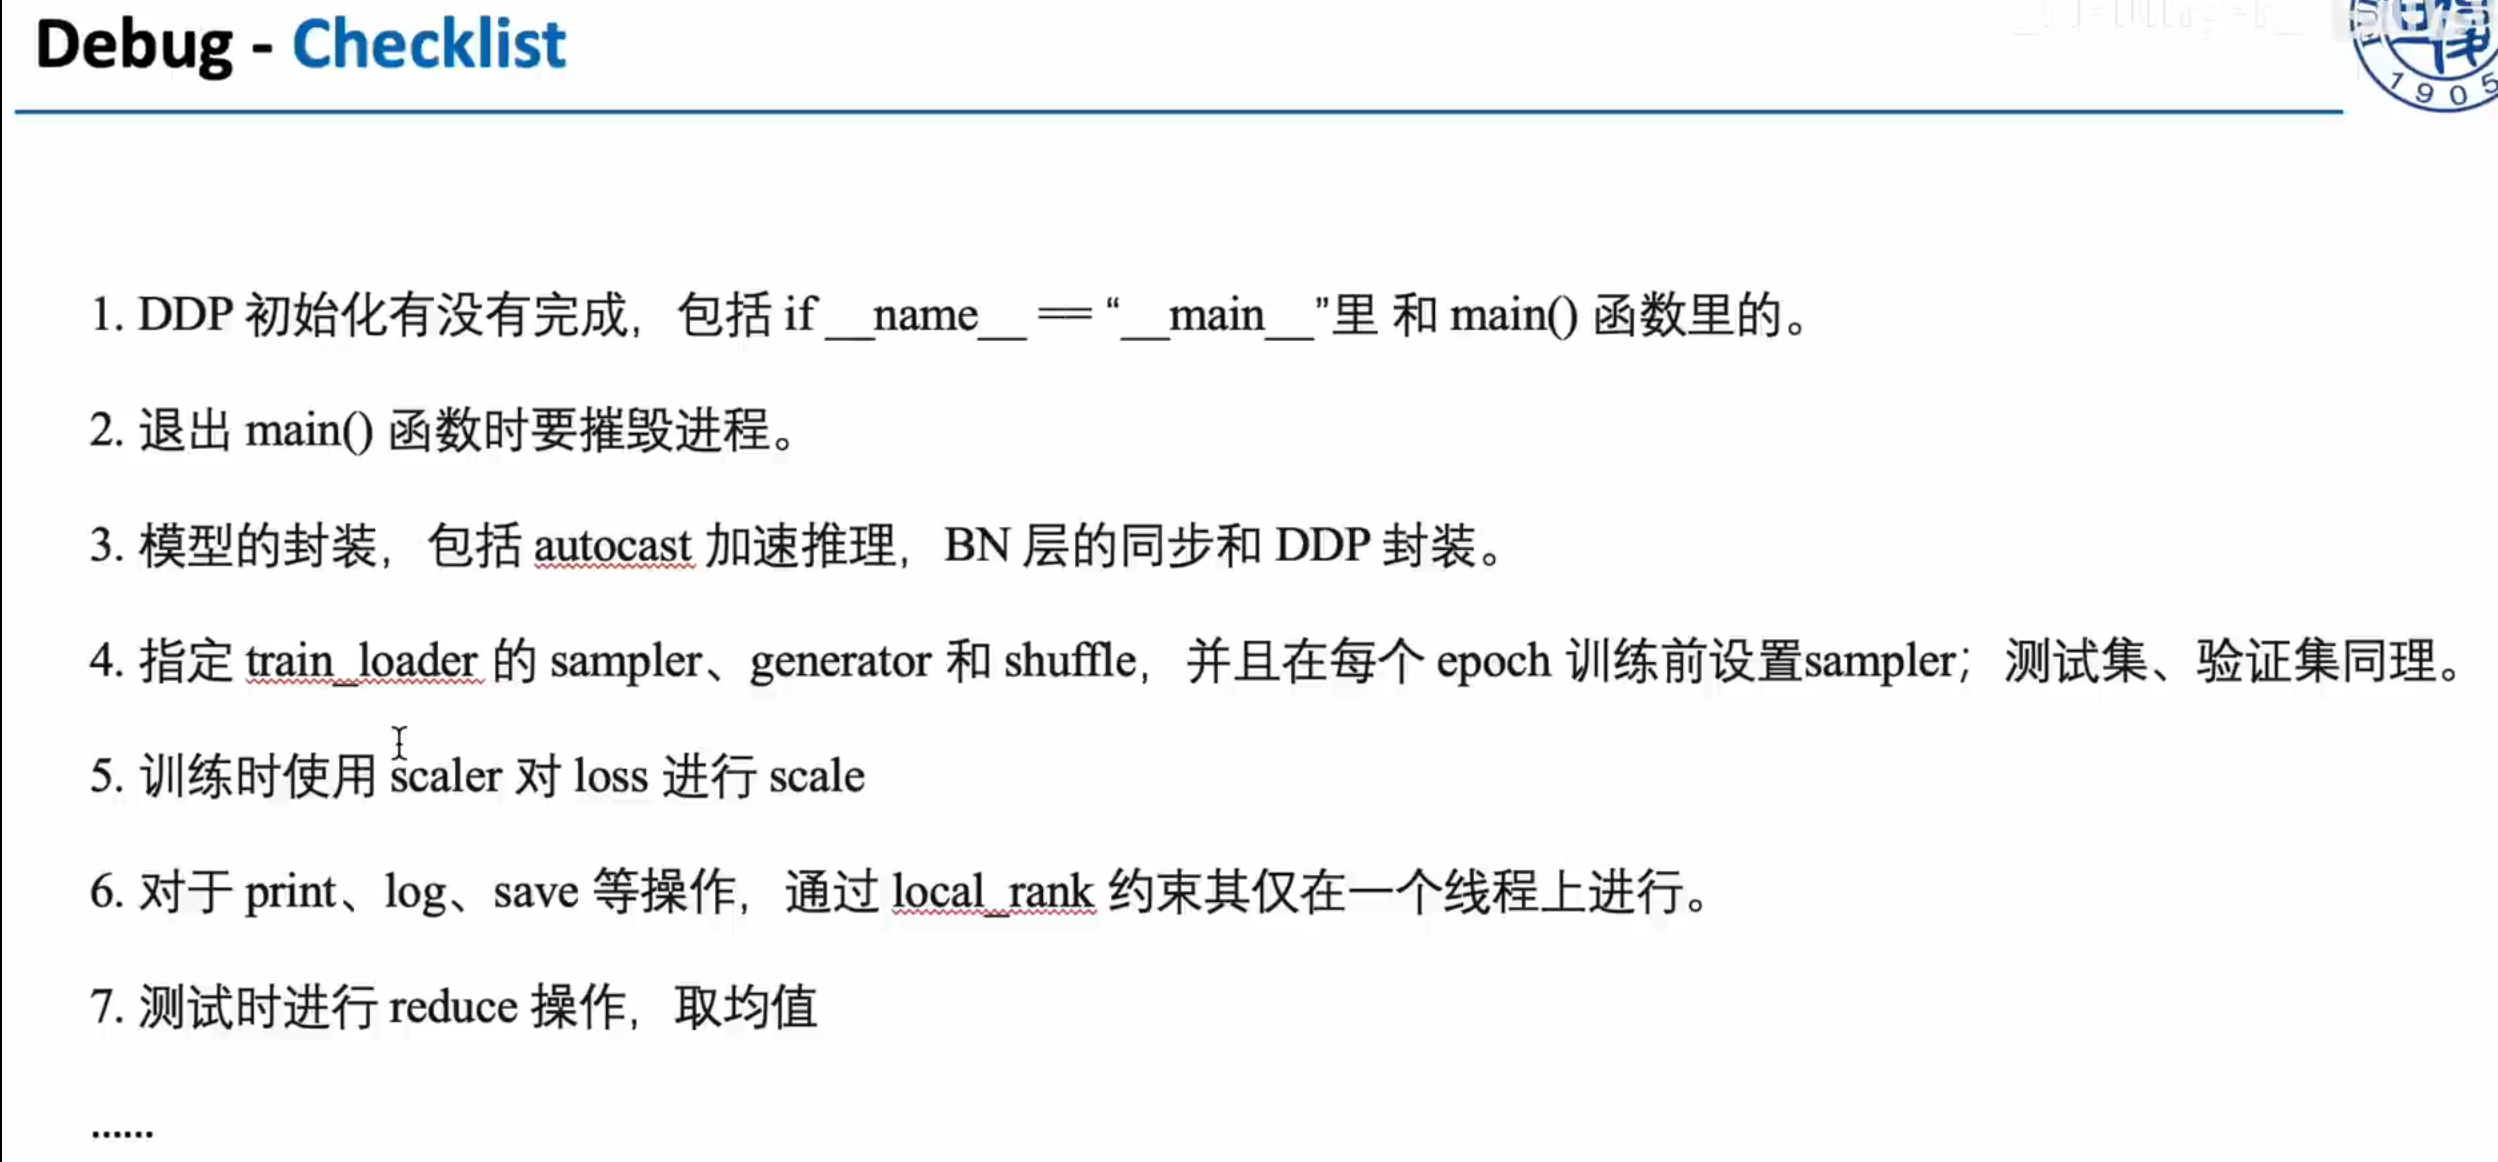 Debug - Checklist
1 9 0 5
1. DDP 初始化有没有完成，包括 if __name__ == “__main__”里 和 main() 函数里的。
2. 退出 main() 函数时要摧毁进程。
3. 模型的封装，包括 autocast 加速推理，BN 层的同步和 DDP 封装。
4. 指定 train_loader 的 sampler、generator 和 shuffle，并且在每个 epoch 训练前设置sampler；测试集、验证集同理。
5. 训练时使用 scaler 对 loss 进行 scale
6. 对于 print、log、save 等操作，通过 local_rank 约束其仅在一个线程上进行。
7. 测试时进行 reduce 操作，取均值
......